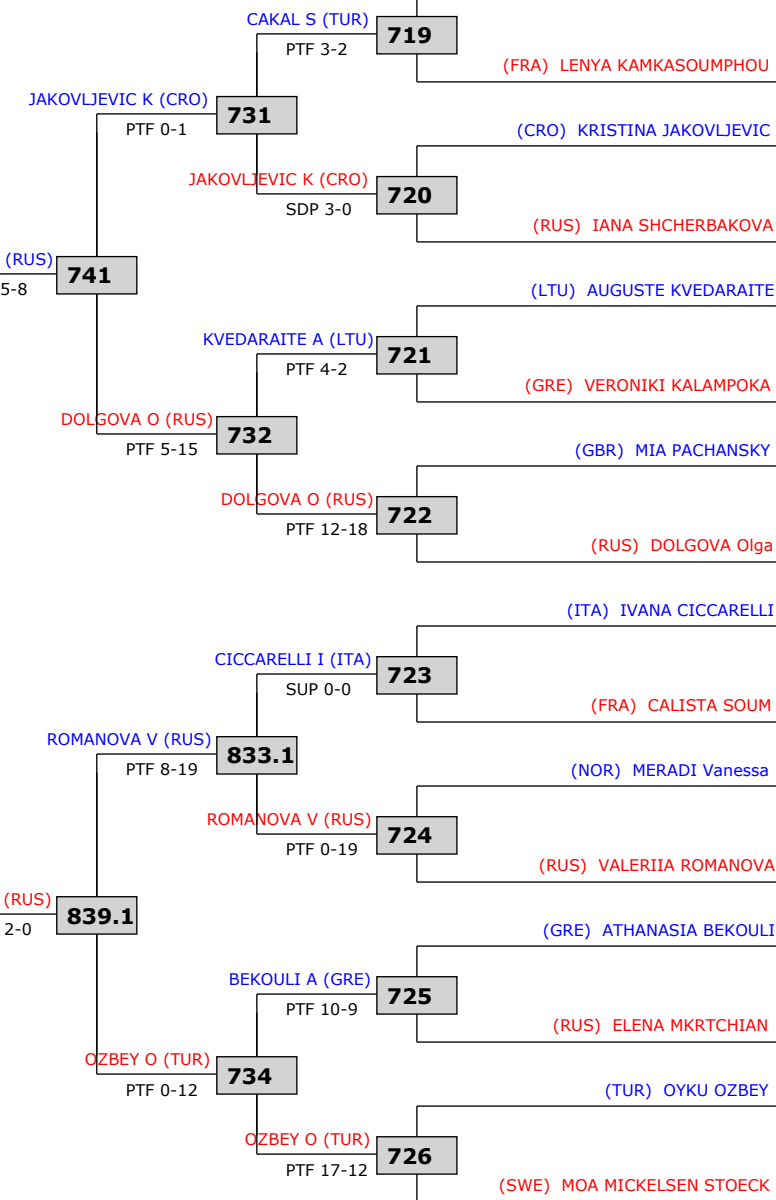 CAKAL S (TUR)
719
PTF 3-2
(FRA) LENYA KAMKASOUMPHOU
JAKOVLJEVIC K (CRO)
731
PTF 0-1
(CRO) KRISTINA JAKOVLJEVIC
JAKOVLJEVIC K (CRO)
720
SDP 3-0
(RUS) IANA SHCHERBAKOVA
(RUS)
741
5-8
(LTU) AUGUSTE KVEDARAITE
KVEDARAITE A (LTU)
721
PTF 4-2
(GRE) VERONIKI KALAMPOKA
DOLGOVA O (RUS)
732
PTF 5-15
(GBR) MIA PACHANSKY
DOLGOVA O (RUS)
722
PTF 12-18
(RUS) DOLGOVA Olga
(ITA) IVANA CICCARELLI
CICCARELLI I (ITA)
723
SUP 0-0
(FRA) CALISTA SOUM
ROMANOVA V (RUS)
833.1
PTF 8-19
(NOR) MERADI Vanessa
ROMANOVA V (RUS)
724
PTF 0-19
(RUS) VALERIIA ROMANOVA
(RUS)
839.1
2-0
(GRE) ATHANASIA BEKOULI
BEKOULI A (GRE)
725
PTF 10-9
(RUS) ELENA MKRTCHIAN
OZBEY O (TUR)
734
PTF 0-12
(TUR) OYKU OZBEY
OZBEY O (TUR)
726
PTF 17-12
(SWE) MOA MICKELSEN STOECK